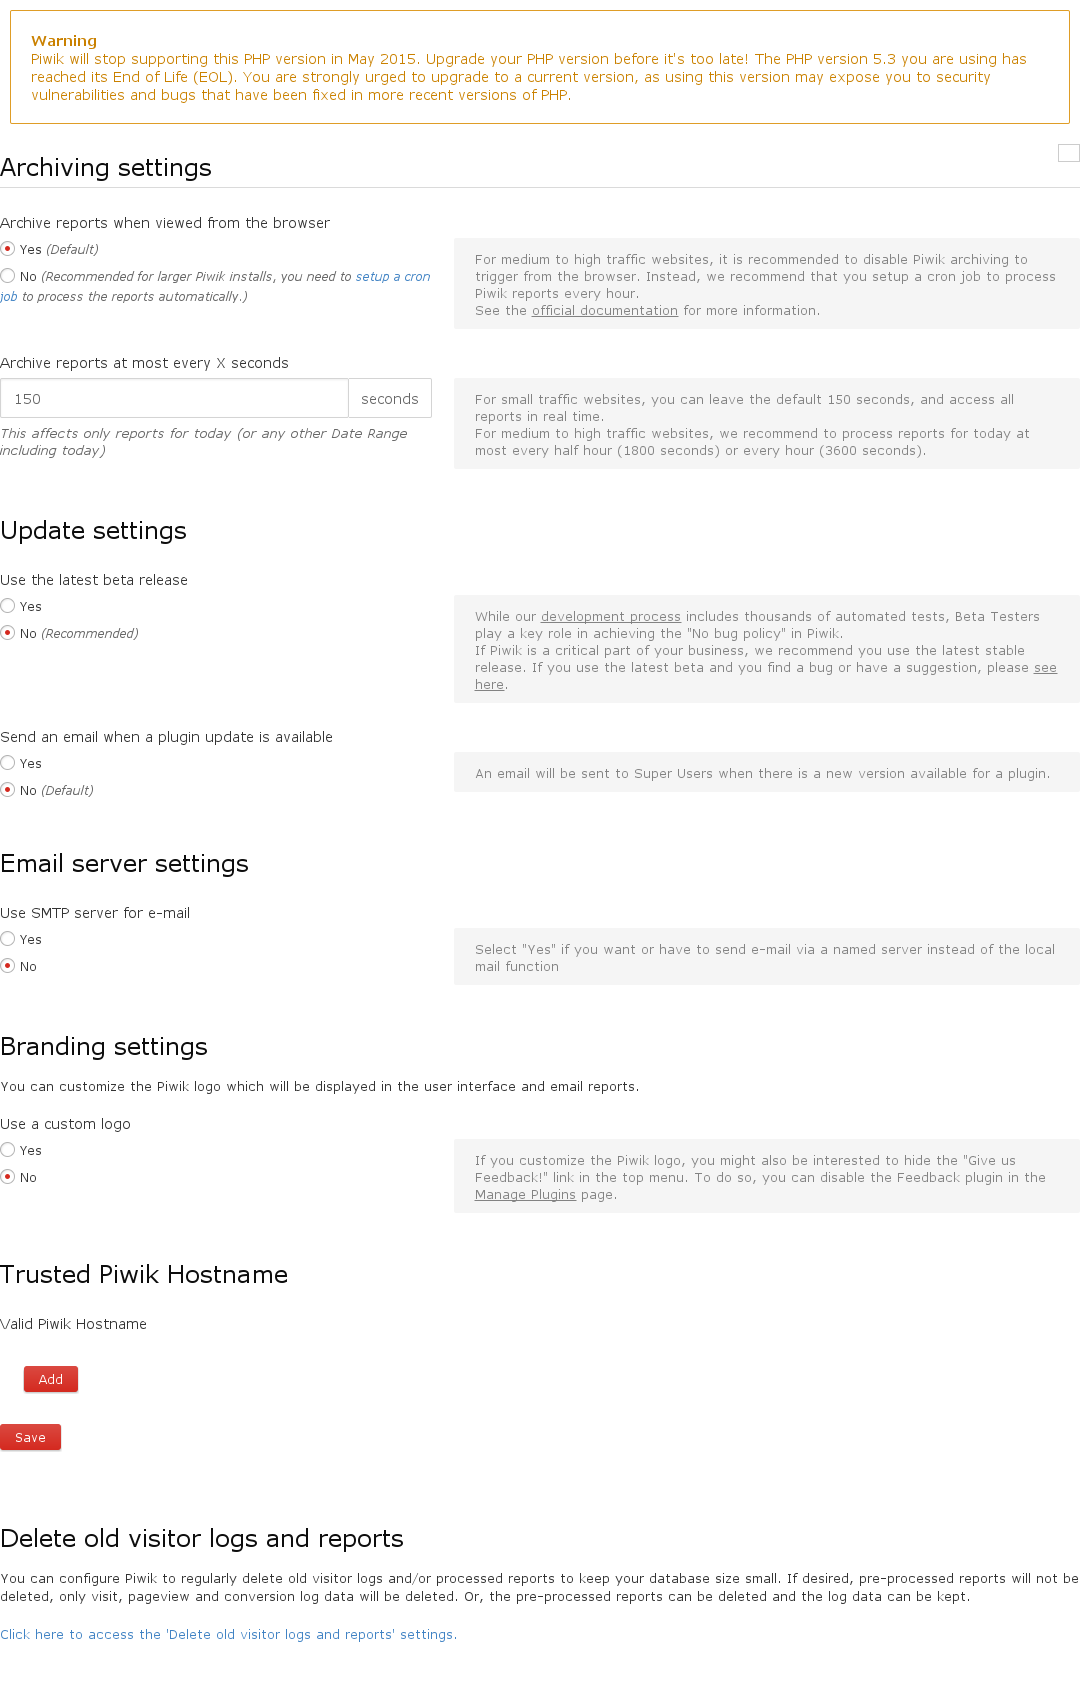 Warning
Piwik will stop supporting this PHP version in May 2015. Upgrade your PHP version before it's too late! The PHP version 5.3 you are using has
reached its End of Life (EOL). You are strongly urged to upgrade to a current version, as using this version may expose you to security
vulnerabilities and bugs that have been fixed in more recent versions of PHP.
Archiving settings
Archive reports when viewed from the browser
Yes (Default)
No (Recommended for larger Piwik installs, you need to setup a cron
job to process the reports automatically.)
For medium to high traffic websites, it is recommended to disable Piwik archiving to
trigger from the browser. Instead, we recommend that you setup a cron job to process
Piwik reports every hour.
See the official documentation for more information.
Archive reports at most every X seconds
150
seconds
This affects only reports for today (or any other Date Range
including today)
For small traffic websites, you can leave the default 150 seconds, and access all
reports in real time.
For medium to high traffic websites, we recommend to process reports for today at
most every half hour (1800 seconds) or every hour (3600 seconds).
Update settings
Use the latest beta release
Yes
No (Recommended)
While our development process includes thousands of automated tests, Beta Testers
play a key role in achieving the "No bug policy" in Piwik.
If Piwik is a critical part of your business, we recommend you use the latest stable
release. If you use the latest beta and you find a bug or have a suggestion, please see
here.
Send an email when a plugin update is available
Yes
No (Default)
An email will be sent to Super Users when there is a new version available for a plugin.
Email server settings
Use SMTP server for e-mail
Yes
No
Select "Yes" if you want or have to send e-mail via a named server instead of the local
mail function
Branding settings
You can customize the Piwik logo which will be displayed in the user interface and email reports.
Use a custom logo
Yes
No
If you customize the Piwik logo, you might also be interested to hide the "Give us
Feedback!" link in the top menu. To do so, you can disable the Feedback plugin in the
Manage Plugins page.
Trusted Piwik Hostname
Valid Piwik Hostname
Add
Save
Delete old visitor logs and reports
You can configure Piwik to regularly delete old visitor logs and/or processed reports to keep your database size small. If desired, pre-processed reports will not be
deleted, only visit, pageview and conversion log data will be deleted. Or, the pre-processed reports can be deleted and the log data can be kept.
Click here to access the 'Delete old visitor logs and reports' settings.